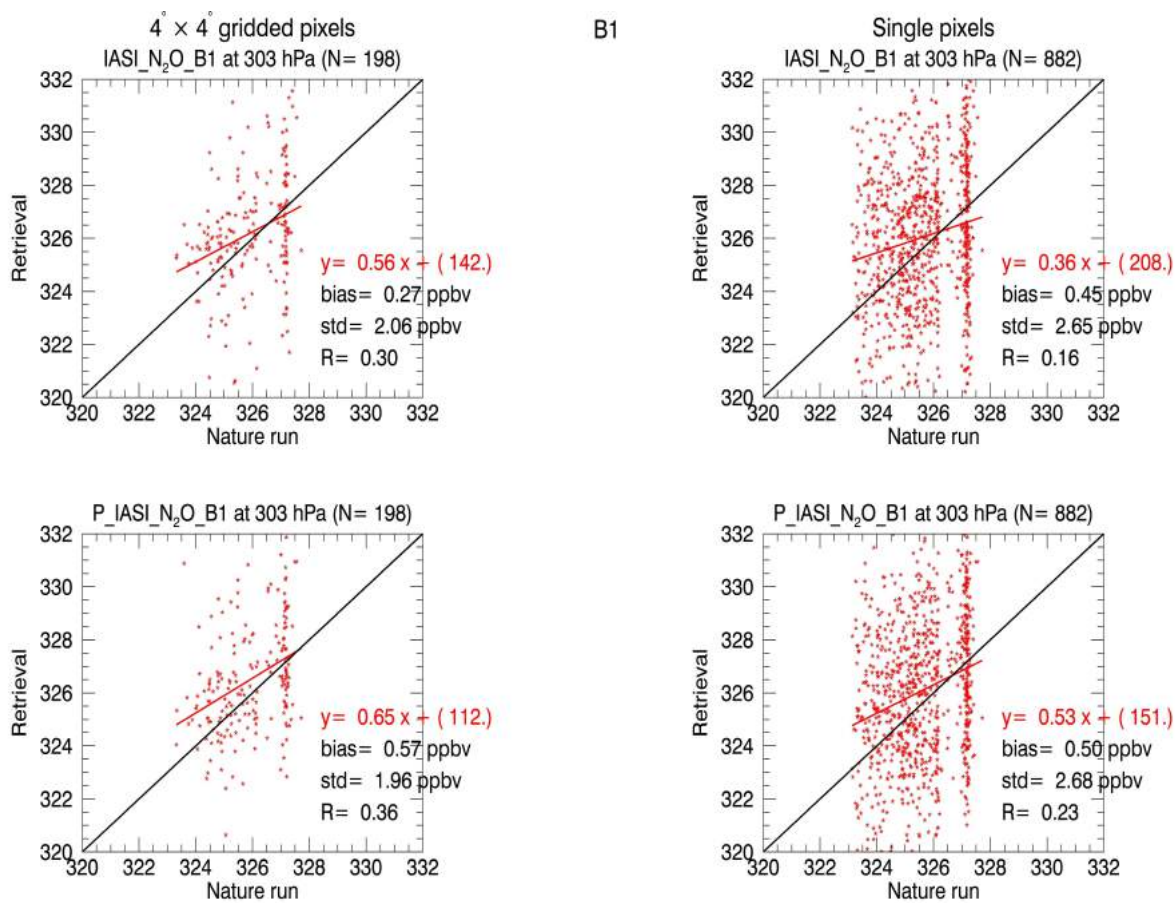 4° × 4° gridded pixels
B1
Single pixels
IASI_N₂O_B1 at 303 hPa (N= 198)
332
330
328
326
324
322
320
Retrieval
y= 0.56 x + ( 142.)
bias= 0.27 ppbv
std= 2.06 ppbv
R= 0.30
320 322 324 326 328 330 332
Nature run
IASI_N₂O_B1 at 303 hPa (N= 882)
332
330
328
326
324
322
320
Retrieval
y= 0.36 x + ( 208.)
bias= 0.45 ppbv
std= 2.65 ppbv
R= 0.16
320 322 324 326 328 330 332
Nature run
P_IASI_N₂O_B1 at 303 hPa (N= 198)
332
330
328
326
324
322
320
Retrieval
y= 0.65 x + ( 112.)
bias= 0.57 ppbv
std= 1.96 ppbv
R= 0.36
320 322 324 326 328 330 332
Nature run
P_IASI_N₂O_B1 at 303 hPa (N= 882)
332
330
328
326
324
322
320
Retrieval
y= 0.53 x + ( 151.)
bias= 0.50 ppbv
std= 2.68 ppbv
R= 0.23
320 322 324 326 328 330 332
Nature run